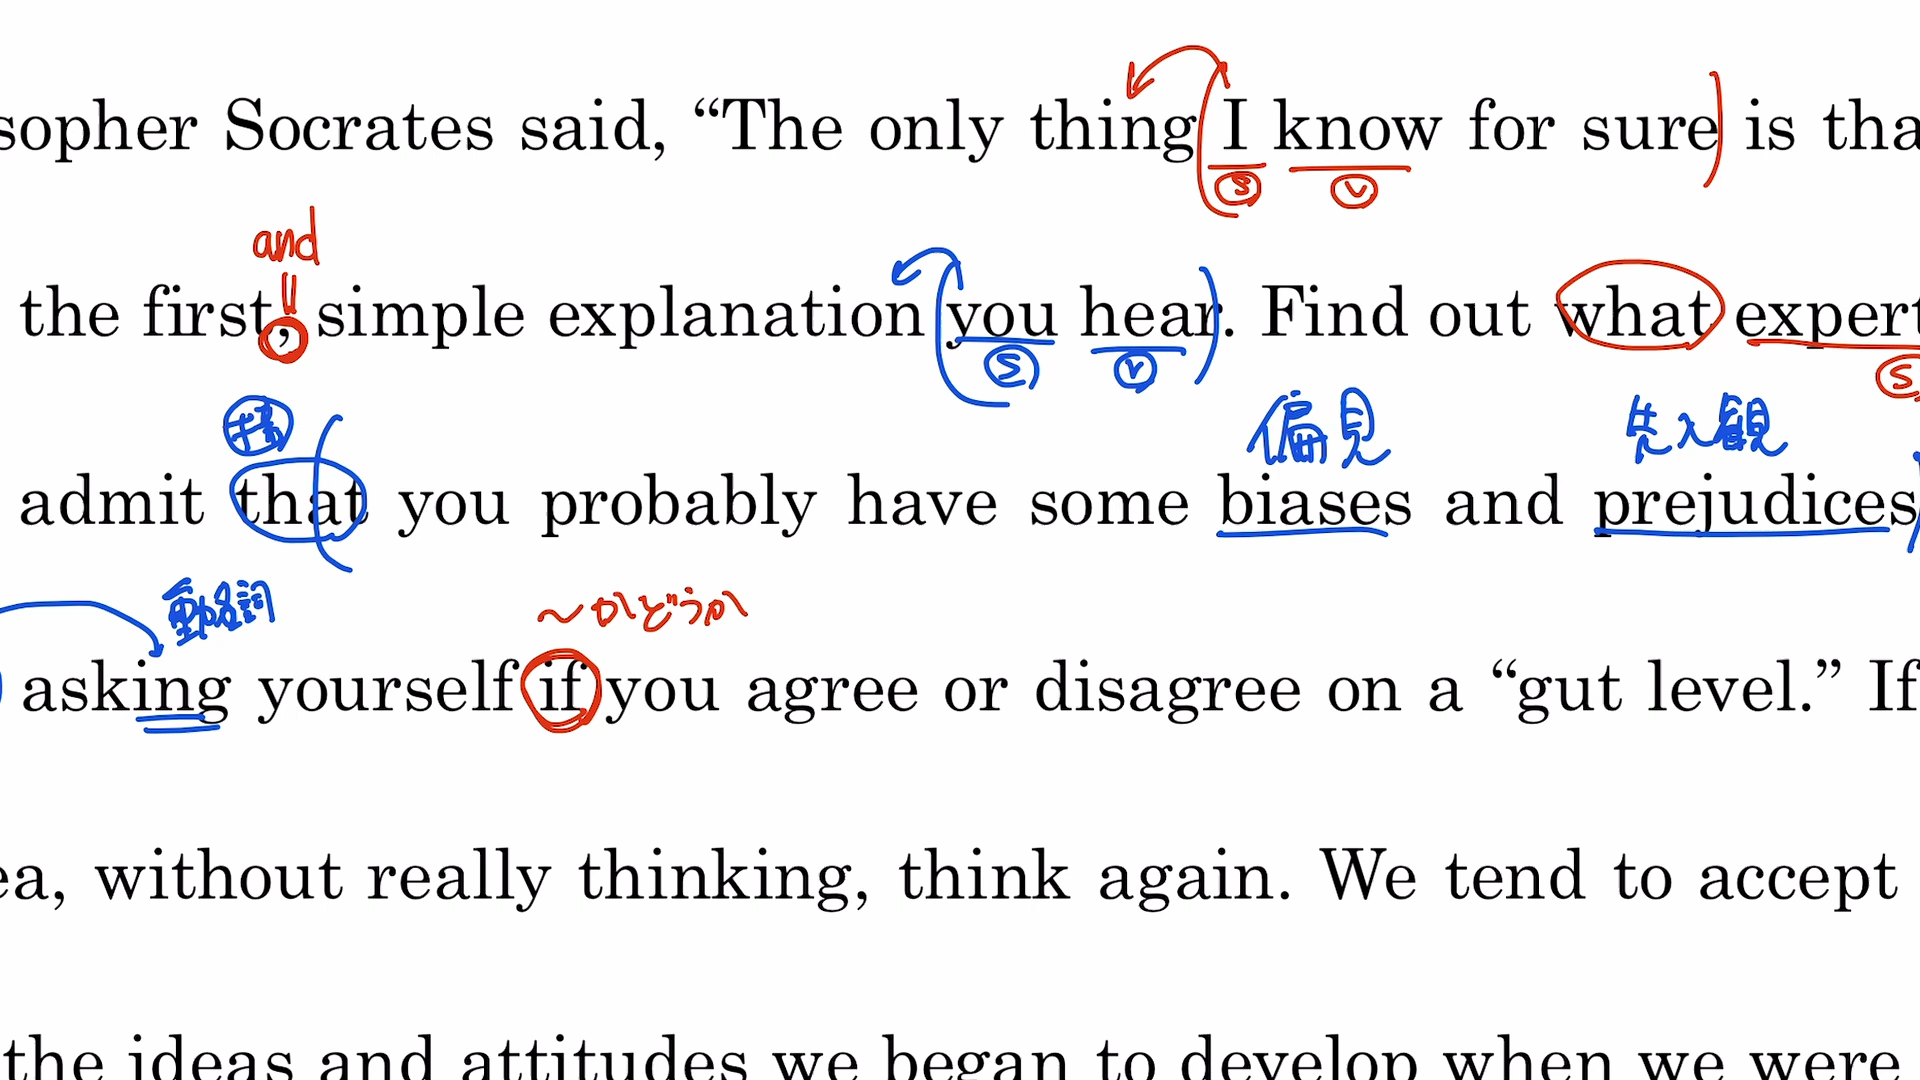 sopher Socrates said, “The only thing I know for sure is tha
S V
and
the first, simple explanation you hear. Find out what expert
S V S
接 偏見 先入観
admit that you probably have some biases and prejudices
動名詞 ～かどうか
asking yourself if you agree or disagree on a “gut level.” If
ea, without really thinking, think again. We tend to accept
the ideas and attitudes we began to develop when we were